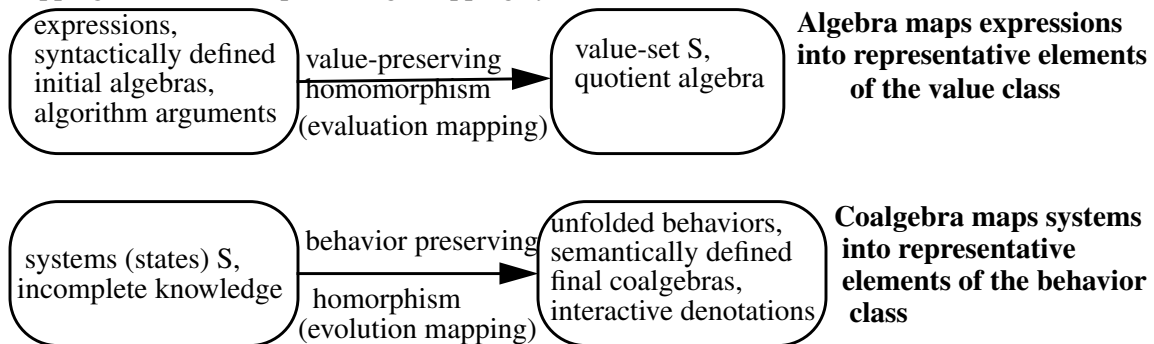 expressions,
syntactically defined
initial algebras,
algorithm arguments
value-preserving
homomorphism
(evaluation mapping)
value-set S,
quotient algebra
Algebra maps expressions
into representative elements
of the value class
systems (states) S,
incomplete knowledge
behavior preserving
homorphism
(evolution mapping)
unfolded behaviors,
semantically defined
final coalgebras,
interactive denotations
Coalgebra maps systems
into representative
elements of the behavior
class